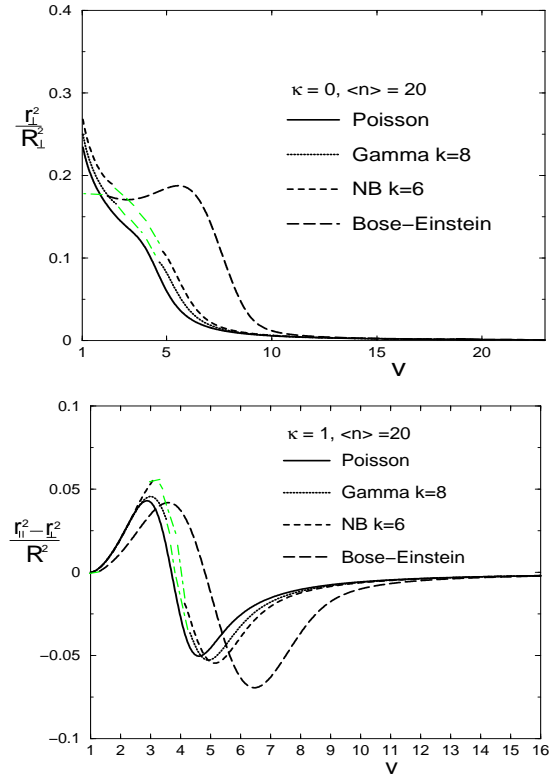 0.4
κ = 0, <n> = 20
0.3
Poisson
r⊥²
R⊥²
Gamma k=8
0.2
NB k=6
Bose−Einstein
0.1
0
1 5 10 15 20
v
0.1
κ = 1, <n> =20
Poisson
0.05
Gamma k=8
NB k=6
r||²−r⊥²
R²
0
Bose−Einstein
−0.05
−0.1
1 2 3 4 5 6 7 8 9 10 11 12 13 14 15 16
v